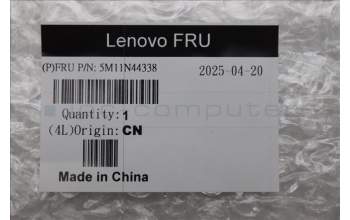 Lenovo FRU
(P)FRU P/N: 5M11N44338 2025-04-20
Quantity:1
(4L)Origin:CN
Made in China